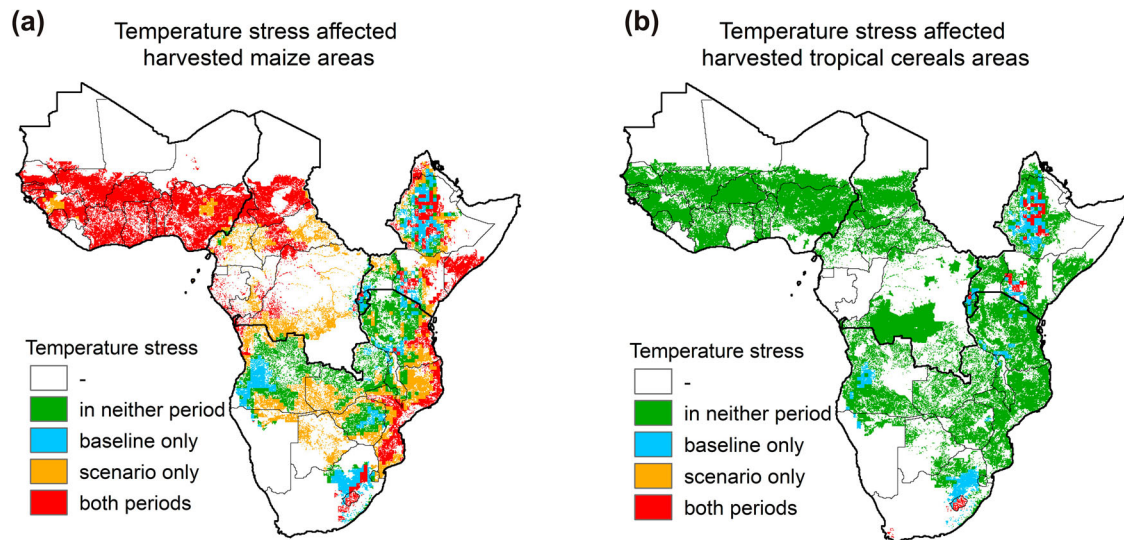 (a)
Temperature stress affected
harvested maize areas
Temperature stress
-
in neither period
baseline only
scenario only
both periods
(b)
Temperature stress affected
harvested tropical cereals areas
Temperature stress
-
in neither period
baseline only
scenario only
both periods